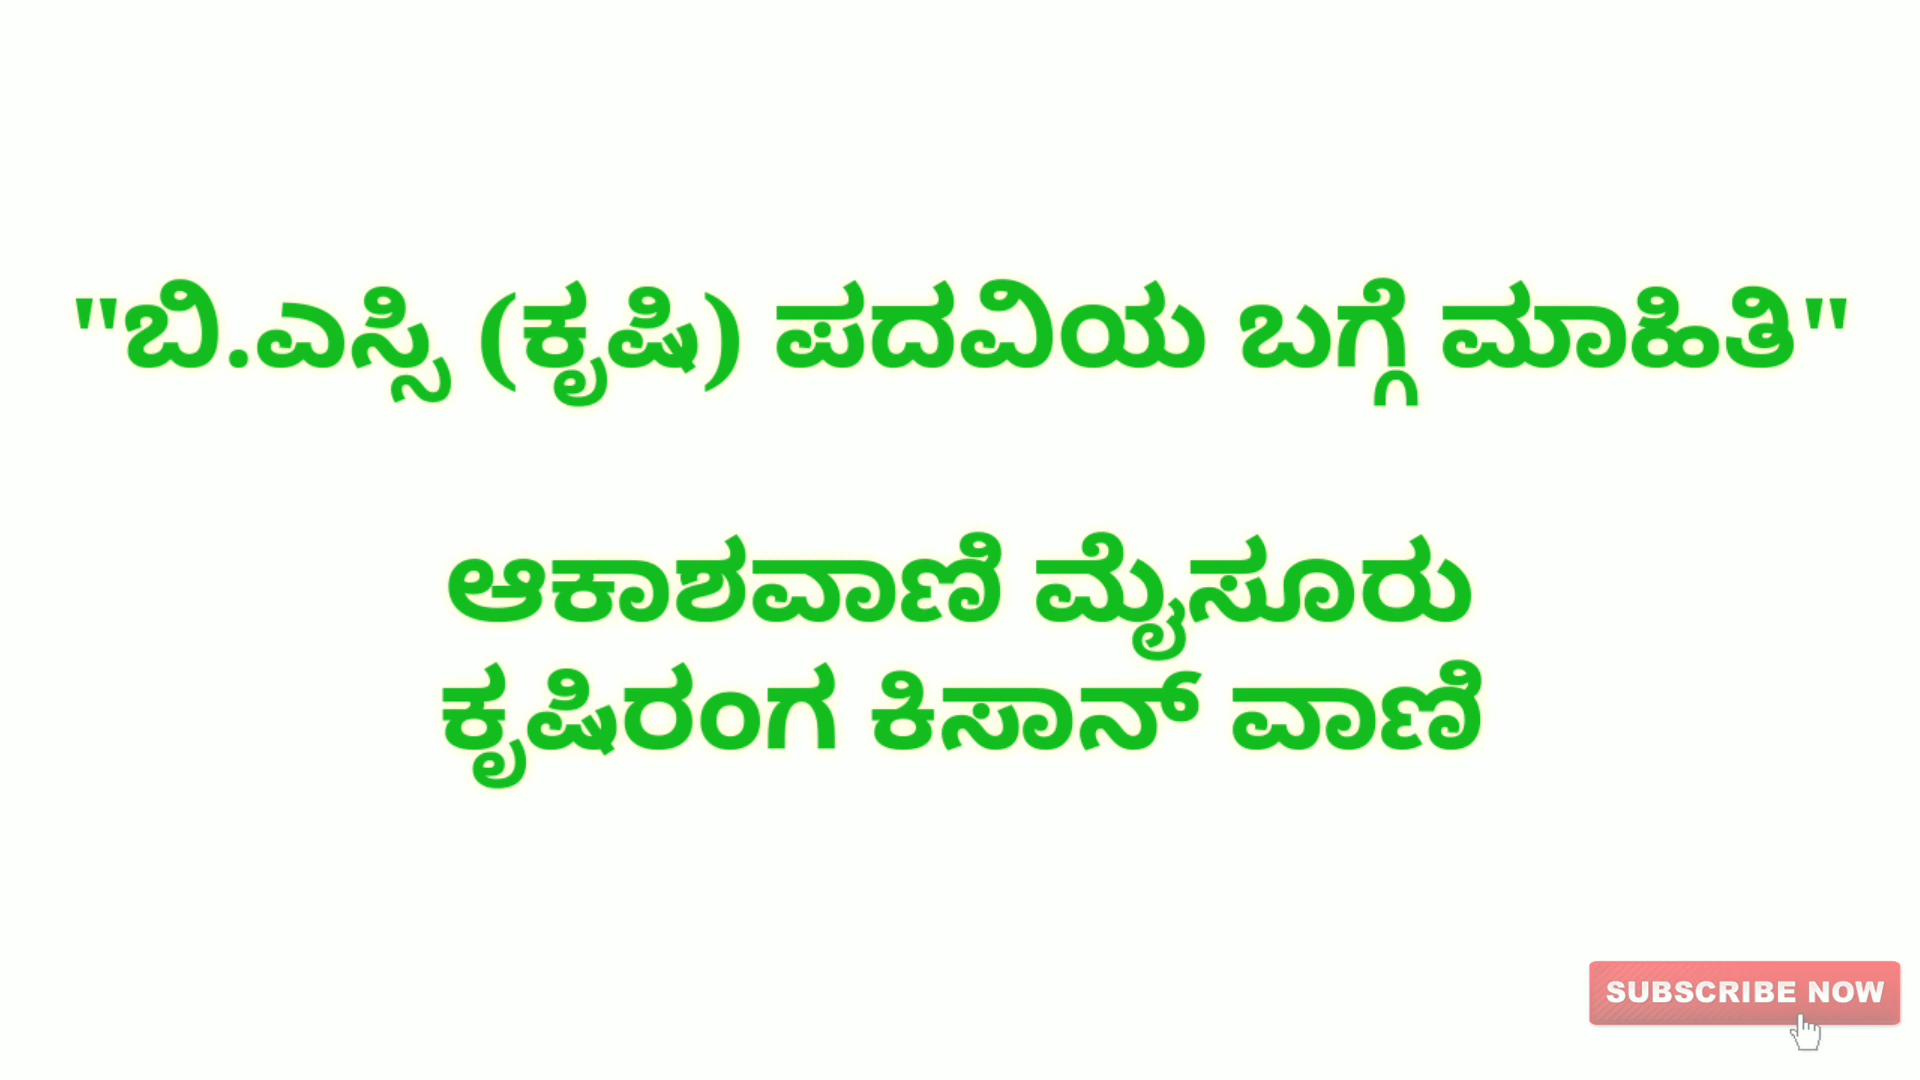 "ಬಿ.ಎಸ್ಸಿ (ಕೃಷಿ) ಪದವಿಯ ಬಗ್ಗೆ ಮಾಹಿತಿ"
ಆಕಾಶವಾಣಿ ಮೈಸೂರು
ಕೃಷಿರಂಗ ಕಿಸಾನ್ ವಾಣಿ
SUBSCRIBE NOW